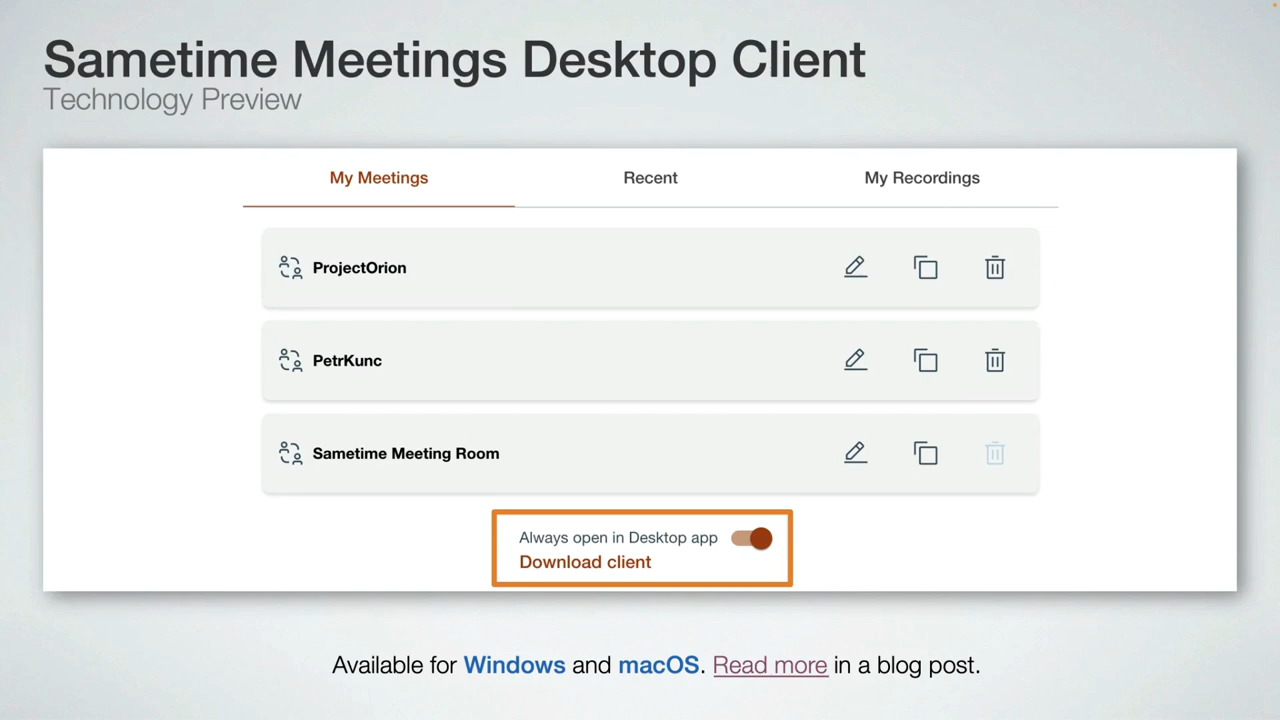 Sametime Meetings Desktop Client
Technology Preview
My Meetings Recent My Recordings
ProjectOrion
PetrKunc
Sametime Meeting Room
Always open in Desktop app
Download client
Available for Windows and macOS. Read more in a blog post.